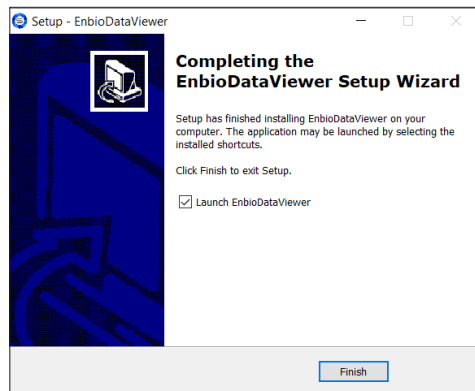 Setup - EnbioDataViewer
Completing the
EnbioDataViewer Setup Wizard
Setup has finished installing EnbioDataViewer on your
computer. The application may be launched by selecting the
installed shortcuts.
Click Finish to exit Setup.
Launch EnbioDataViewer
Finish